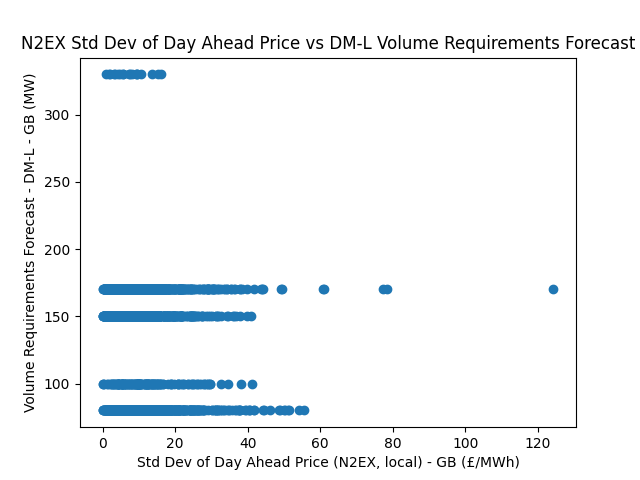 N2EX Std Dev of Day Ahead Price vs DM-L Volume Requirements Forecast
Volume Requirements Forecast - DM-L - GB (MW)
300
250
200
150
100
0 20 40 60 80 100 120
Std Dev of Day Ahead Price (N2EX, local) - GB (£/MWh)